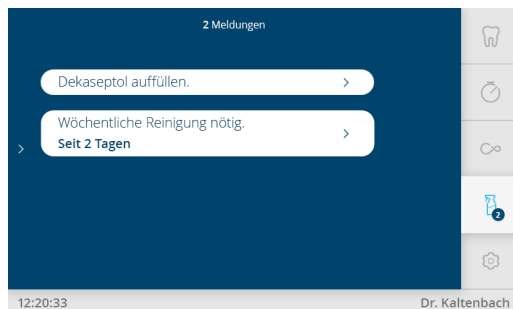 2 Meldungen
Dekaseptol auffüllen.
Wöchentliche Reinigung nötig.
Seit 2 Tagen
2
12:20:33
Dr. Kaltenbach